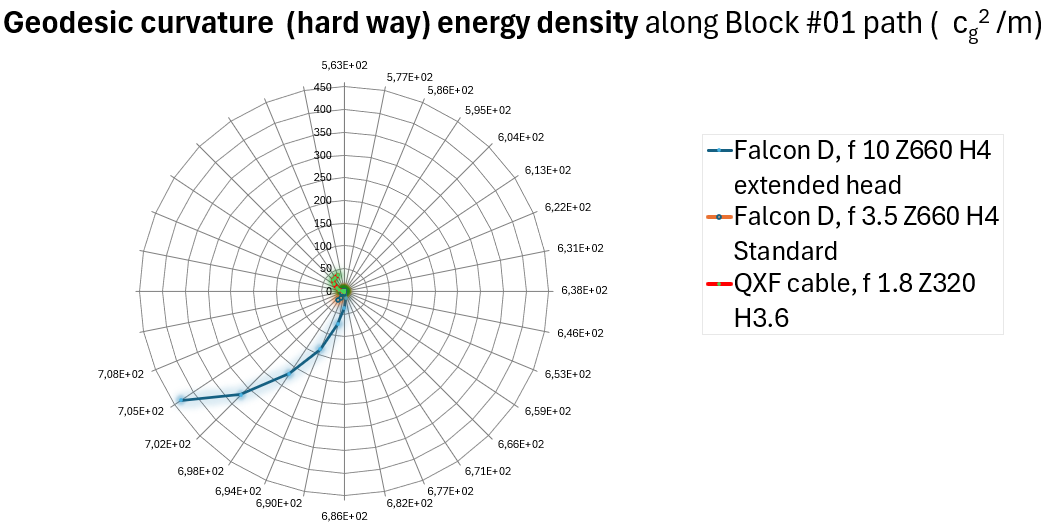 Geodesic curvature (hard way) energy density along Block #01 path ( cg² /m)
5,63E+02
5,77E+02
5,86E+02
5,95E+02
6,04E+02
6,13E+02
6,22E+02
6,31E+02
6,38E+02
6,46E+02
6,53E+02
6,59E+02
6,66E+02
6,71E+02
6,77E+02
6,82E+02
6,86E+02
6,90E+02
6,94E+02
6,98E+02
7,02E+02
7,05E+02
7,08E+02
450
400
350
300
250
200
150
100
50
0
Falcon D, f 10 Z660 H4
extended head
Falcon D, f 3.5 Z660 H4
Standard
QXF cable, f 1.8 Z320
H3.6